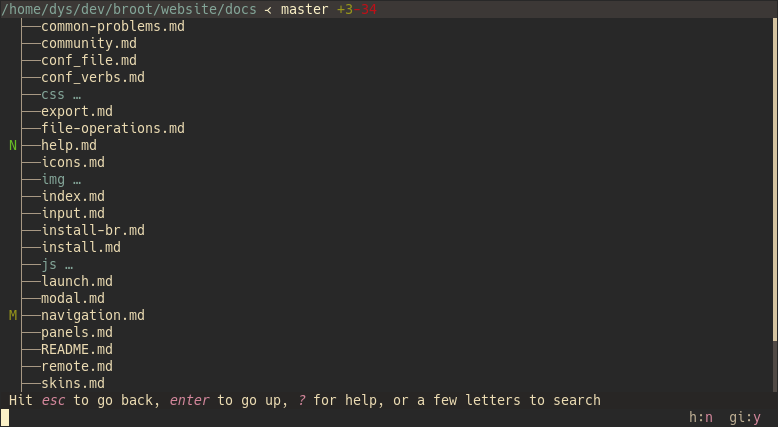 /home/dys/dev/broot/website/docs ≺ master +3-34
common-problems.md
community.md
conf_file.md
conf_verbs.md
css …
export.md
file-operations.md
N help.md
icons.md
img …
index.md
input.md
install-br.md
install.md
js …
launch.md
modal.md
M navigation.md
panels.md
README.md
remote.md
skins.md
Hit esc to go back, enter to go up, ? for help, or a few letters to search
h:n gi:y